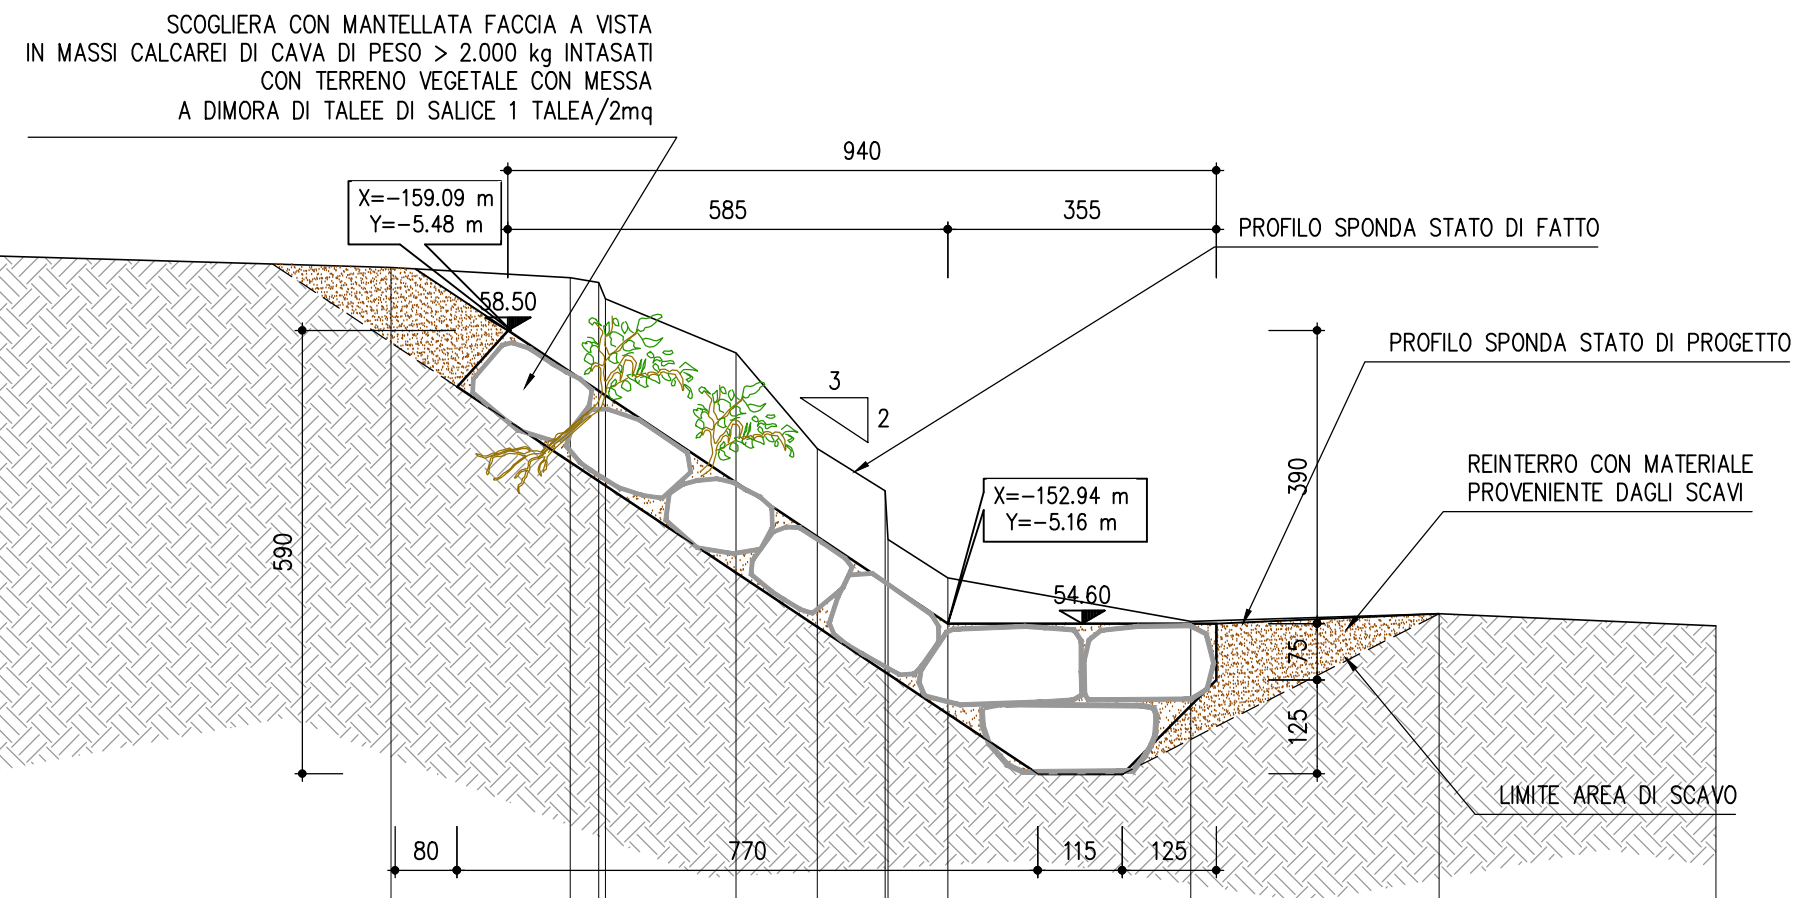 SCOGLIERA CON MANTELLATA FACCIA A VISTA
IN MASSI CALCAREI DI CAVA DI PESO > 2.000 kg INTASATI
CON TERRENO VEGETALE CON MESSA
A DIMORA DI TALEE DI SALICE 1 TALEA/2mq
940
X=-159.09 m
Y=-5.48 m
585
355
PROFILO SPONDA STATO DI FATTO
58.50
PROFILO SPONDA STATO DI PROGETTO
3
2
390
REINTERRO CON MATERIALE
PROVENIENTE DAGLI SCAVI
X=-152.94 m
Y=-5.16 m
590
54.60
75
125
LIMITE AREA DI SCAVO
80
770
115
125